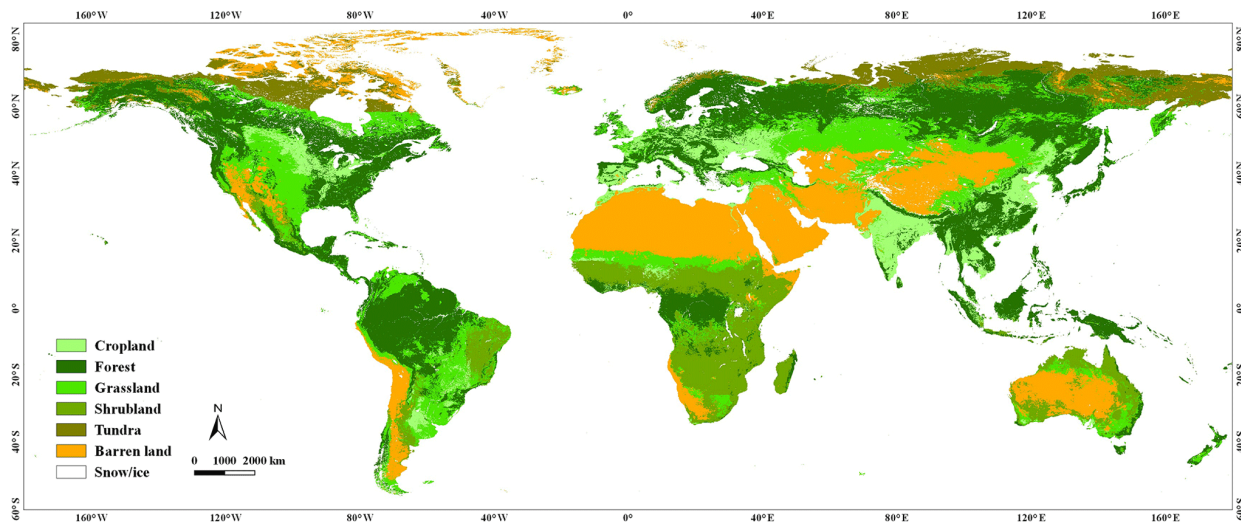 160°W 120°W 80°W 40°W 0° 40°E 80°E 120°E 160°E
80°N 80°N
60°N 60°N
40°N 40°N
20°N 20°N
0° 0°
20°S 20°S
40°S 40°S
60°S 60°S
Cropland
Forest
Grassland
Shrubland
Tundra
Barren land
Snow/ice
N
0 1000 2000 km
160°W 120°W 80°W 40°W 0° 40°E 80°E 120°E 160°E